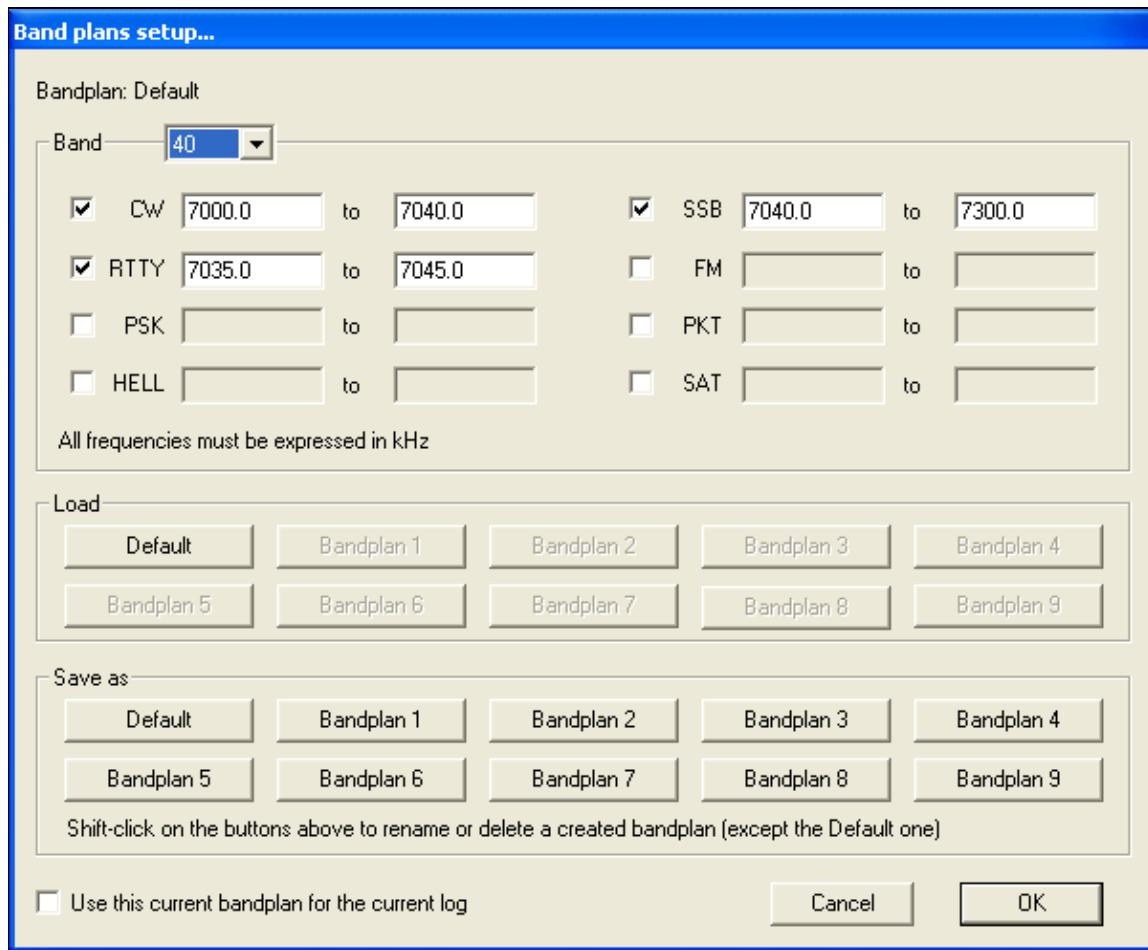 Band plans setup...
Bandplan: Default
Band 40
CW 7000.0 to 7040.0 SSB 7040.0 to 7300.0
RTTY 7035.0 to 7045.0 FM to
PSK to PKT to
HELL to SAT to
All frequencies must be expressed in kHz
Load
Default Bandplan 1 Bandplan 2 Bandplan 3 Bandplan 4
Bandplan 5 Bandplan 6 Bandplan 7 Bandplan 8 Bandplan 9
Save as
Default Bandplan 1 Bandplan 2 Bandplan 3 Bandplan 4
Bandplan 5 Bandplan 6 Bandplan 7 Bandplan 8 Bandplan 9
Shift-click on the buttons above to rename or delete a created bandplan (except the Default one)
Use this current bandplan for the current log Cancel OK